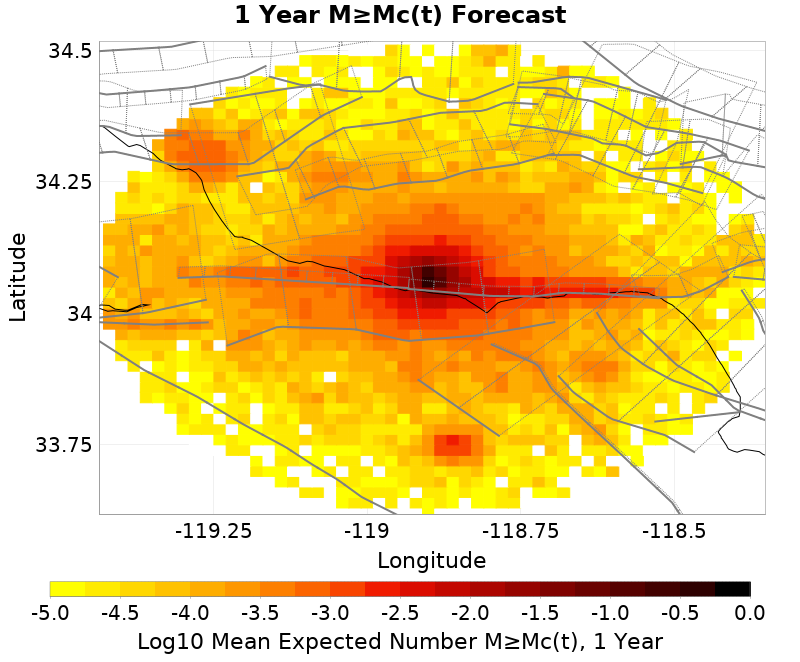 1 Year M≥Mc(t) Forecast
34.5
34.25
34
33.75
Latitude
-119.25 -119 -118.75 -118.5
Longitude
-5.0 -4.5 -4.0 -3.5 -3.0 -2.5 -2.0 -1.5 -1.0 -0.5 0.0
Log10 Mean Expected Number M≥Mc(t), 1 Year